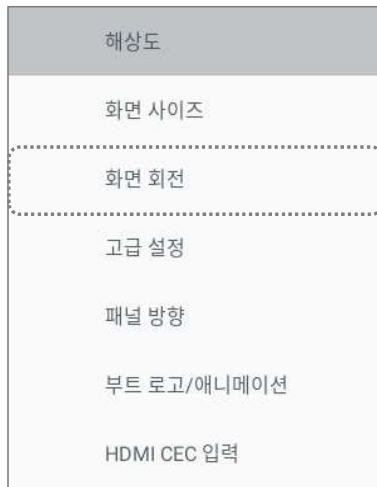 해상도
화면 사이즈
화면 회전
고급 설정
패널 방향
부트 로고/애니메이션
HDMI CEC 입력